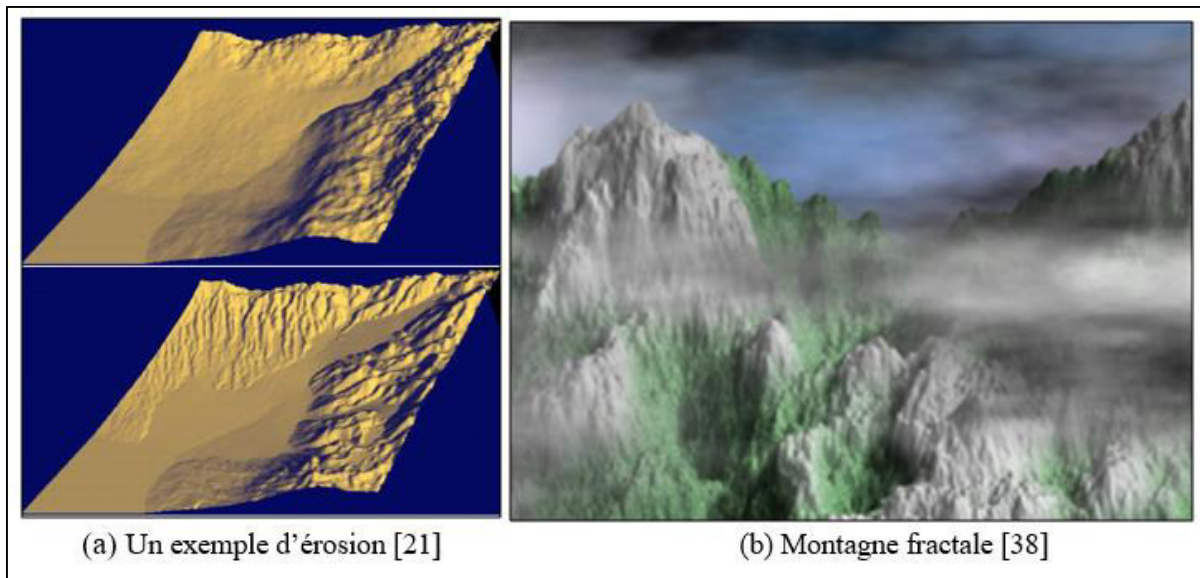 (a) Un exemple d’érosion [21]
(b) Montagne fractale [38]